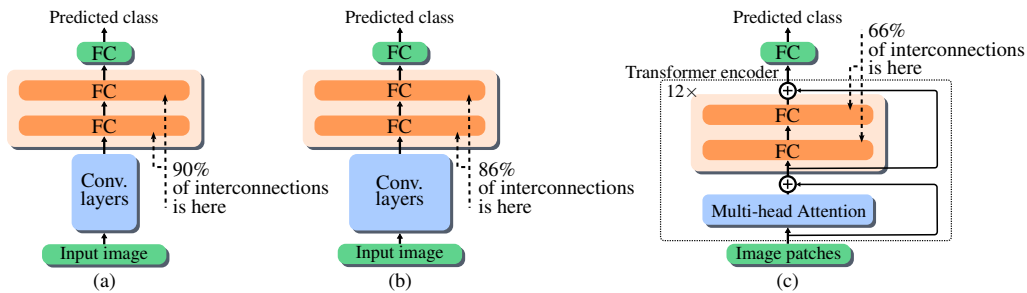 Predicted class
FC
FC
FC
90%
of interconnections
is here
Conv.
layers
Input image
(a)
Predicted class
FC
FC
FC
86%
of interconnections
is here
Conv.
layers
Input image
(b)
Predicted class
66%
of interconnections
is here
FC
Transformer encoder
12×
FC
FC
Multi-head Attention
Image patches
(c)